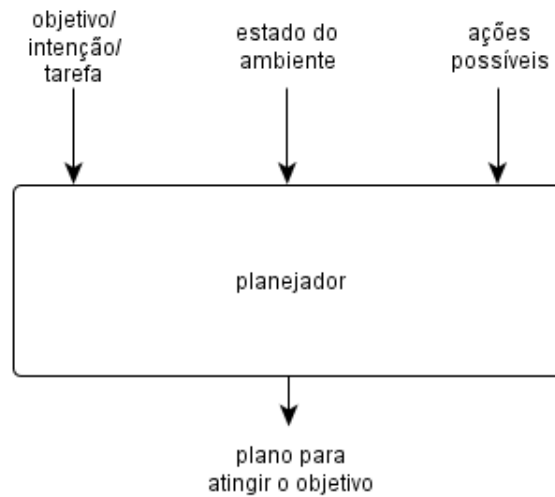 objetivo/
intenção/
tarefa
estado do
ambiente
ações
possíveis
planejador
plano para
atingir o objetivo